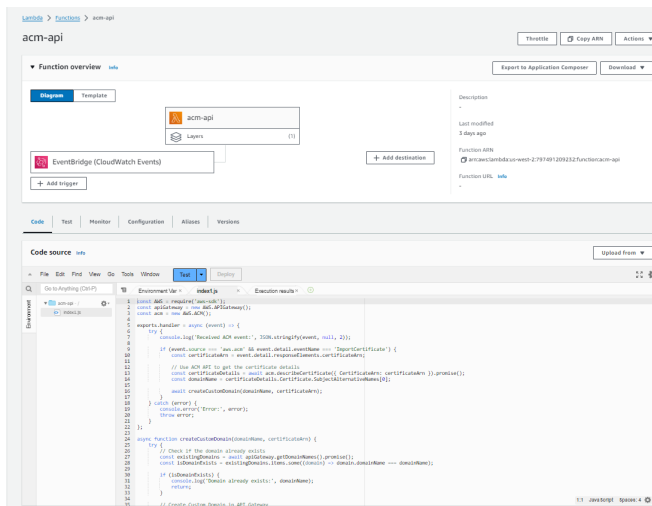 Lambda > Functions > acm-api
acm-api
Throttle
Copy ARN
Actions
Function overview Info
Export to Application Composer
Download
Diagram
Template
acm-api
Layers
(1)
EventBridge (CloudWatch Events)
+ Add trigger
+ Add destination
Description
-
Last modified
3 days ago
Function ARN
arn:aws:lambda:us-west-2:797491209252:function:acm-api
Function URL Info
-
Code
Test
Monitor
Configuration
Aliases
Versions
Code source Info
Upload from
File Edit Find View Go Tools Window
Test
Deploy
Go to Anything (Ctrl-P)
Environment Var ×
index1.js ×
Execution results ×
Environment
acm-api - /
index1.js
1 const AWS = require('aws-sdk');
2 const apiGateway = new AWS.APIGateway();
3 const acm = new AWS.ACM();
4
5 exports.handler = async (event) => {
6 try {
7 console.log('Received ACM event:', JSON.stringify(event, null, 2));
8
9 if (event.source === 'aws.acm' && event.detail.eventName === 'ImportCertificate') {
10 const certificateArn = event.detail.responseElements.certificateArn;
11
12 // Use ACM API to get the certificate details
13 const certificateDetails = await acm.describeCertificate({ CertificateArn: certificateArn }).promise();
14 const domainName = certificateDetails.Certificate.SubjectAlternativeNames[0];
15
16 await createCustomDomain(domainName, certificateArn);
17 }
18 } catch (error) {
19 console.error('Error:', error);
20 throw error;
21 }
22 };
23
24 async function createCustomDomain(domainName, certificateArn) {
25 try {
26 // Check if the domain already exists
27 const existingDomains = await apiGateway.getDomainNames().promise();
28 const isDomainExists = existingDomains.items.some((domain) => domain.domainName === domainName);
29
30 if (isDomainExists) {
31 console.log('Domain already exists:', domainName);
32 return;
33 }
34
35 // Create Custom Domain in API Gateway
1:1 JavaScript Spaces: 4